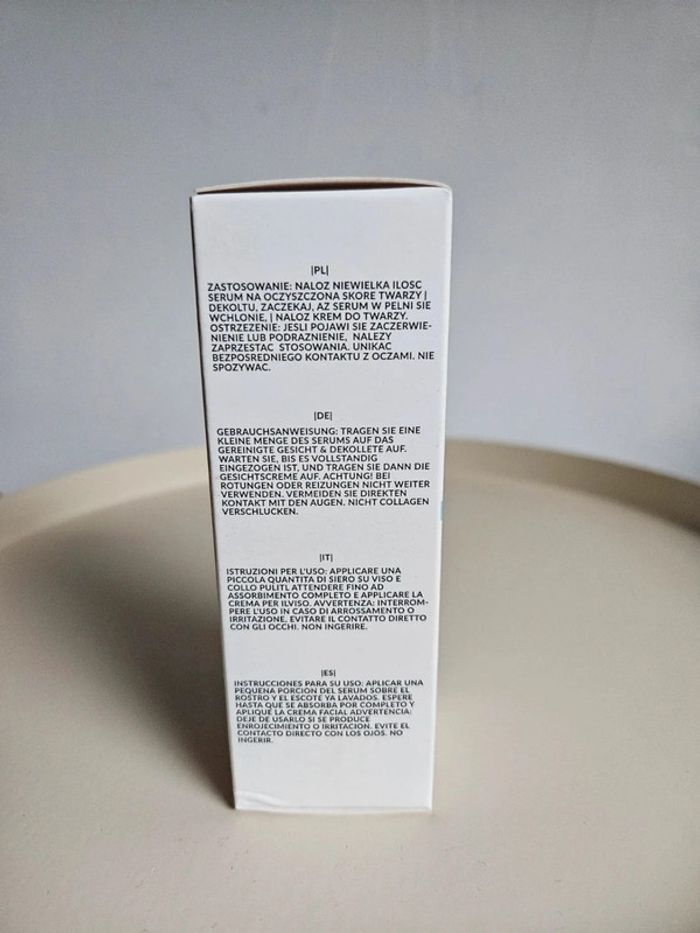 |PL|
ZASTOSOWANIE: NALOZ NIEWIELKA ILOSC
SERUM NA OCZYSZCZONA SKORE TWARZY |
DEKOLTU, ZACZEKAJ, AZ SERUM W PELNI SIE
WCHLONIE, | NALOZ KREM DO TWARZY.
OSTRZEZENIE: JESLI POJAWI SIE ZACZERWIE-
NIENIE LUB PODRAZNIENIE, NALEZY
ZAPRZESTAC STOSOWANIA. UNIKAC
BEZPOSREDNIEGO KONTAKTU Z OCZAMI. NIE
SPOZYWAC.
|DE|
GEBRAUCHSANWEISUNG: TRAGEN SIE EINE
KLEINE MENGE DES SERUMS AUF DAS
GEREINIGTE GESICHT & DEKOLLETE AUF.
WARTEN SIE, BIS ES VOLLSTANDIG
EINGEZOGEN IST, UND TRAGEN SIE DANN DIE
GESICHTSCREME AUF. ACHTUNG! BEI
ROTUNGEN ODER REIZUNGEN NICHT WEITER
VERWENDEN. VERMEIDEN SIE DIREKTEN
KONTAKT MIT DEN AUGEN. NICHT COLLAGEN
VERSCHLUCKEN.
|IT|
ISTRUZIONI PER L'USO: APPLICARE UNA
PICCOLA QUANTITA DI SIERO SU VISO E
COLLO PULITI, ATTENDERE FINO AD
ASSORBIMENTO COMPLETO E APPLICARE LA
CREMA PER ILVISO. AVVERTENZA: INTERROM-
PERE L'USO IN CASO DI ARROSSAMENTO O
IRRITAZIONE. EVITARE IL CONTATTO DIRETTO
CON GLI OCCHI. NON INGERIRE.
|ES|
INSTRUCCIONES PARA SU USO: APLICAR UNA
PEQUENA PORCION DEL SERUM SOBRE EL
ROSTRO Y EL ESCOTE YA LAVADOS. ESPERE
HASTA QUE SE ABSORBA POR COMPLETO Y
APLIQUE LA CREMA FACIAL ADVERTENCIA:
DEJE DE USARLO SI SE PRODUCE
ENROJECIMIENTO O IRRITACION. EVITE EL
CONTACTO DIRECTO CON LOS OJOS. NO
INGERIR.